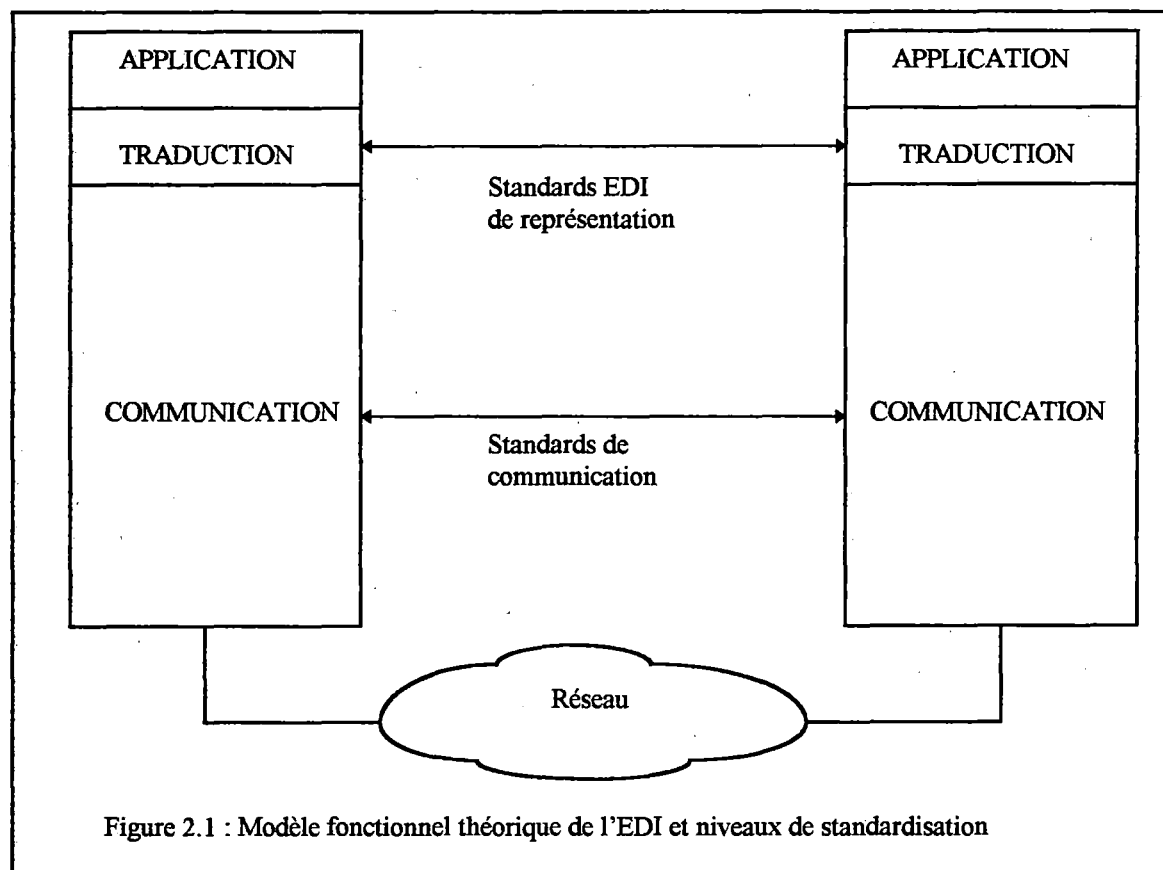 APPLICATION
APPLICATION
TRADUCTION
TRADUCTION
Standards EDI
de représentation
COMMUNICATION
COMMUNICATION
Standards de
communication
Réseau
Figure 2.1 : Modèle fonctionnel théorique de l'EDI et niveaux de standardisation